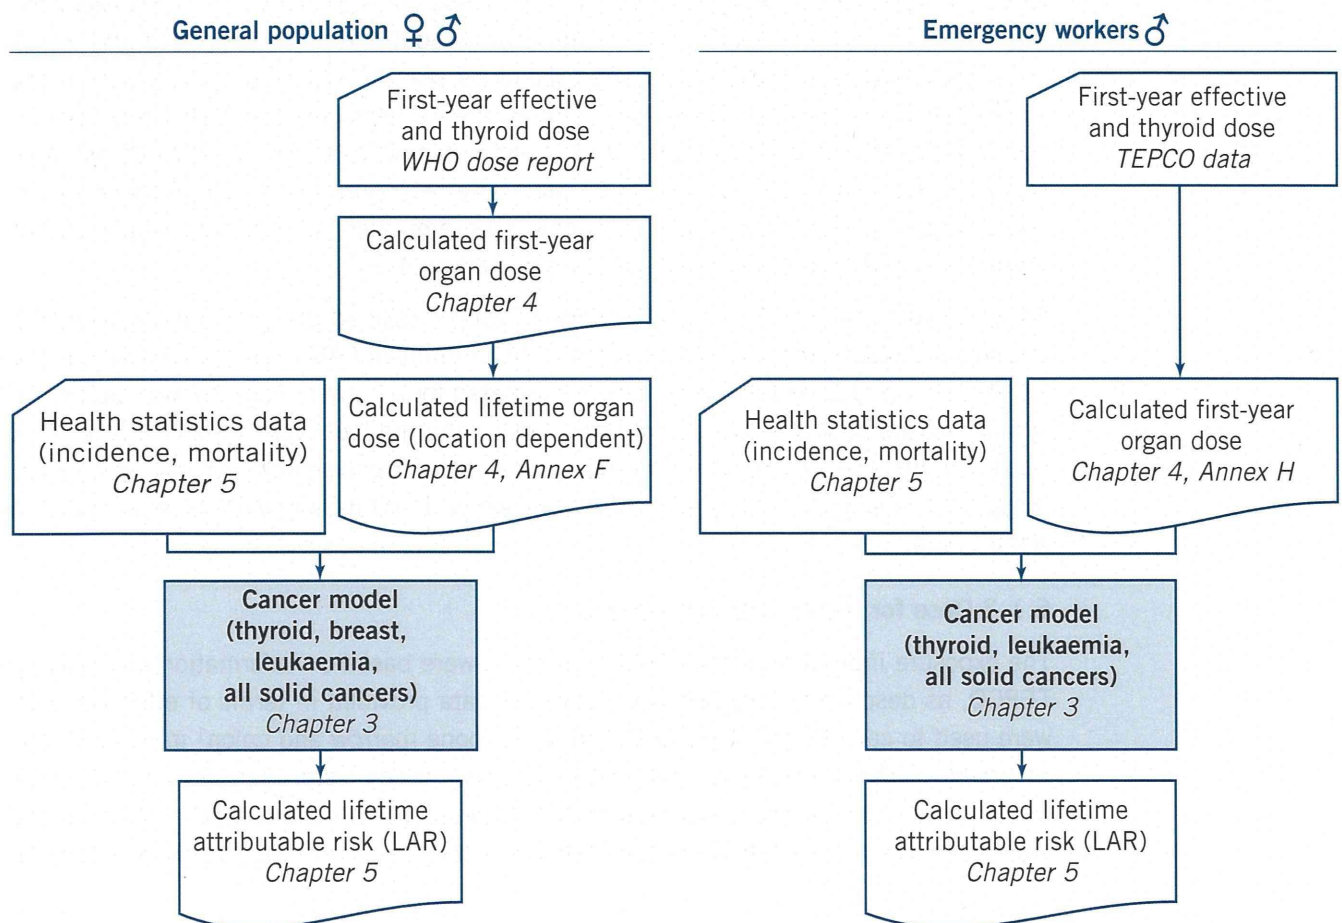 General population ♀ ♂
First-year effective
and thyroid dose
WHO dose report
Calculated first-year
organ dose
Chapter 4
Health statistics data
(incidence, mortality)
Chapter 5
Calculated lifetime organ
dose (location dependent)
Chapter 4, Annex F
Cancer model
(thyroid, breast,
leukaemia,
all solid cancers)
Chapter 3
Calculated lifetime
attributable risk (LAR)
Chapter 5
Emergency workers ♂
First-year effective
and thyroid dose
TEPCO data
Health statistics data
(incidence, mortality)
Chapter 5
Calculated first-year
organ dose
Chapter 4, Annex H
Cancer model
(thyroid, leukaemia,
all solid cancers)
Chapter 3
Calculated lifetime
attributable risk (LAR)
Chapter 5